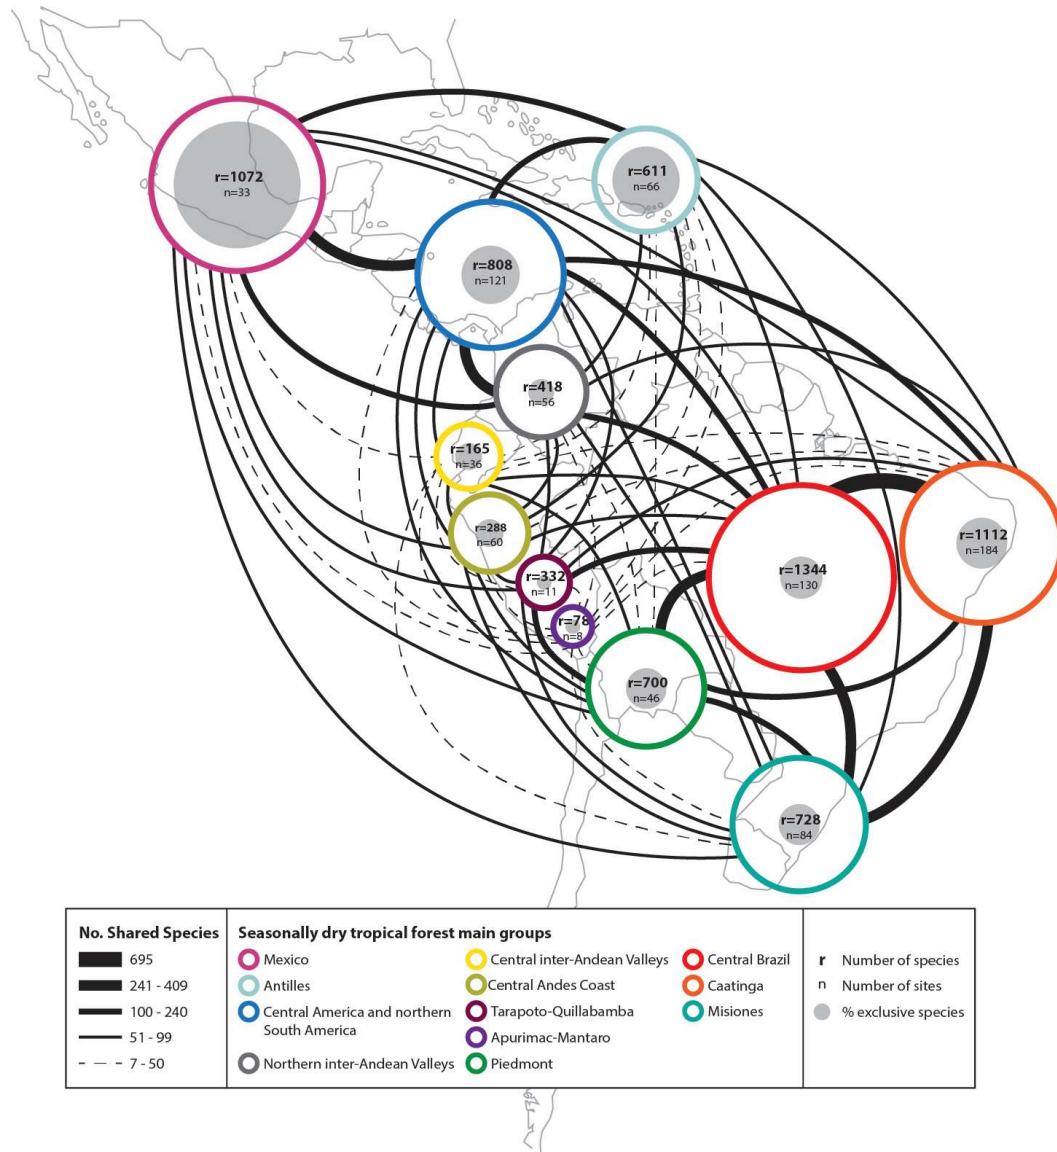 r=1072
n=33
r=611
n=66
r=808
n=121
r=418
n=56
r=165
n=36
r=288
n=60
r=332
n=11
r=78
n=8
r=1344
n=130
r=1112
n=184
r=700
n=46
r=728
n=84
No. Shared Species
695
241 - 409
100 - 240
51 - 99
7 - 50
Seasonally dry tropical forest main groups
Mexico
Antilles
Central America and northern
South America
Northern inter-Andean Valleys
Central inter-Andean Valleys
Central Andes Coast
Tarapoto-Quillabamba
Apurimac-Mantaro
Piedmont
Central Brazil
Caatinga
Misiones
r Number of species
n Number of sites
% exclusive species